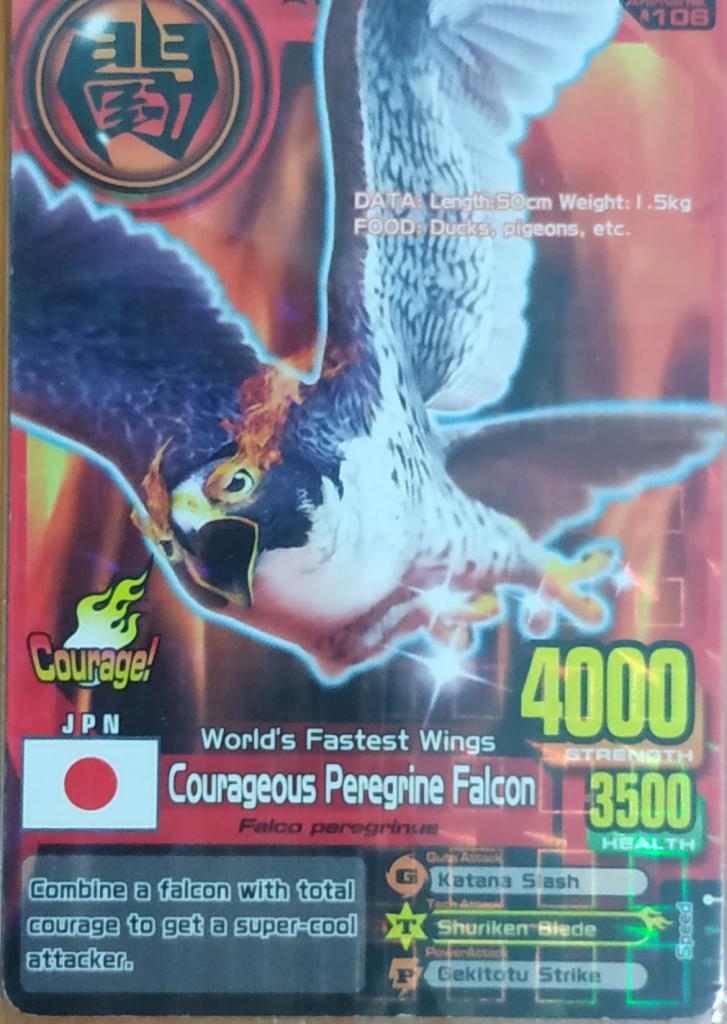 闘
A106
DATA: Length:50cm Weight:1.5kg
FOOD: Ducks, pigeons, etc.
Courage!
JPN
4000
STRENGTH
World's Fastest Wings
Courageous Peregrine Falcon
3500
HEALTH
Falco peregrinus
Combine a falcon with total
courage to get a super-cool
attacker.
Guts Attack
G Katana Slash
Tech Attack
T Shuriken Blade
Power Attack
P Gekitotu Strike
Speed